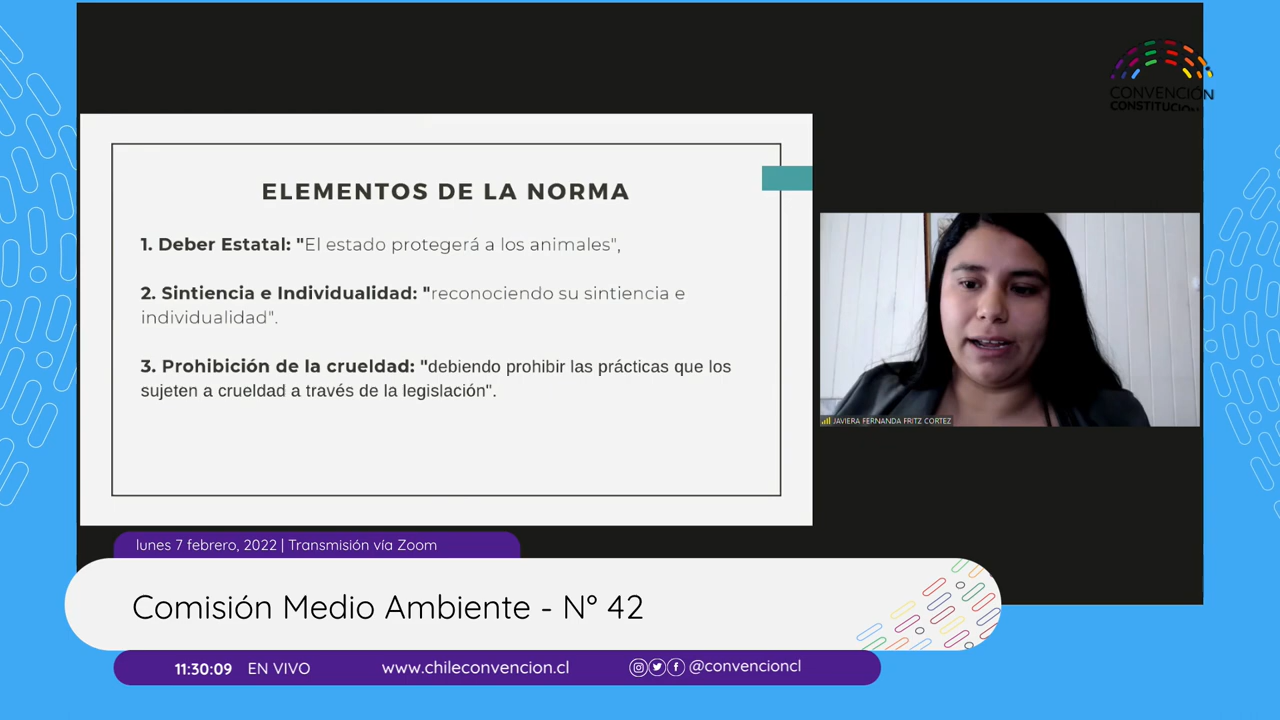 CONVENCIÓN
CONSTITUCION
ELEMENTOS DE LA NORMA
1. Deber Estatal: "El estado protegerá a los animales",
2. Sintiencia e Individualidad: "reconociendo su sintiencia e
individualidad".
3. Prohibición de la crueldad: "debiendo prohibir las prácticas que los
sujeten a crueldad a través de la legislación".
JAVIERA FERNANDA FRITZ CORTEZ
lunes 7 febrero, 2022 | Transmisión vía Zoom
Comisión Medio Ambiente - N° 42
11:30:09 EN VIVO www.chileconvencion.cl @convencioncl